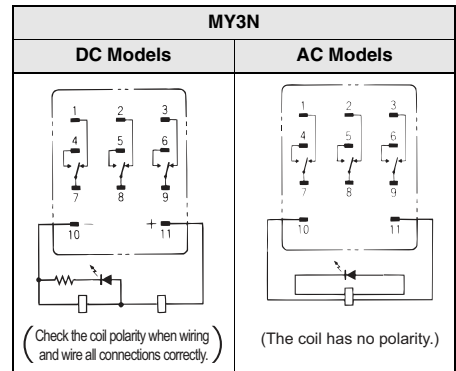 MY3N
DC Models
AC Models
1 2 3
4 5 6
7 8 9
10 − + 11
(Check the coil polarity when wiring
and wire all connections correctly.)
1 2 3
4 5 6
7 8 9
10 11
(The coil has no polarity.)